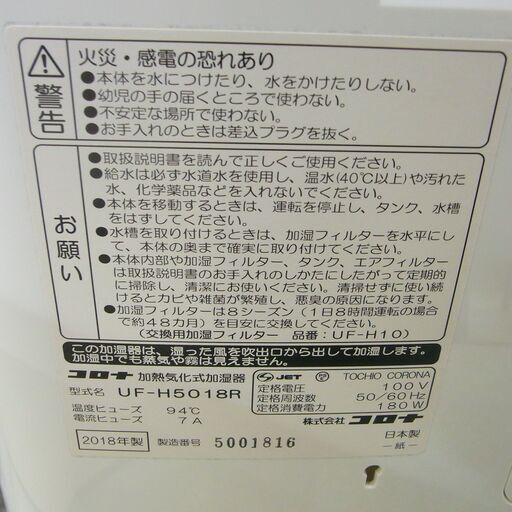 警告
火災・感電の恐れあり
●本体を水につけたり、水をかけたりしない。
●幼児の手の届くところで使わない。
●不安定な場所で使わない。
●お手入れのときは差込プラグを抜く。
お願い
●取扱説明書を読んで正しくご使用ください。
●給水は必ず水道水を使用し、温水(40℃以上)や汚れた
水、化学薬品などを入れないでください。
●本体を移動するときは、運転を停止し、タンク、水槽
をはずしてください。
●水槽を取り付けるときは、加湿フィルターを水平にし
て、本体の奥まで確実に取り付けてください。
●本体内部や加湿フィルター、タンク、エアフィルター
は取扱説明書のお手入れのしかたにしたがって定期的
に掃除し、清潔にお使いください。清掃せずに使い続
けるとカビや雑菌が繁殖し、悪臭の原因になります。
●加湿フィルターは8シーズン(1日8時間運転の場合
で約48カ月)を目安に交換してください。
(交換用加湿フィルター 品番: UF-H10)
この加湿器は、湿った風を吹出口から出して加湿します。
加湿中でも蒸気や霧は見えません。
コロナ 加熱気化式加湿器
型式名 UF-H5018R
温度ヒューズ 94℃
電流ヒューズ 7A
2018年製 製造番号 5001816
JET TOCHIO CORONA
定格電圧 100V
定格周波数 50/60Hz
定格消費電力 180W
株式会社 コロナ
日本製
-紙-